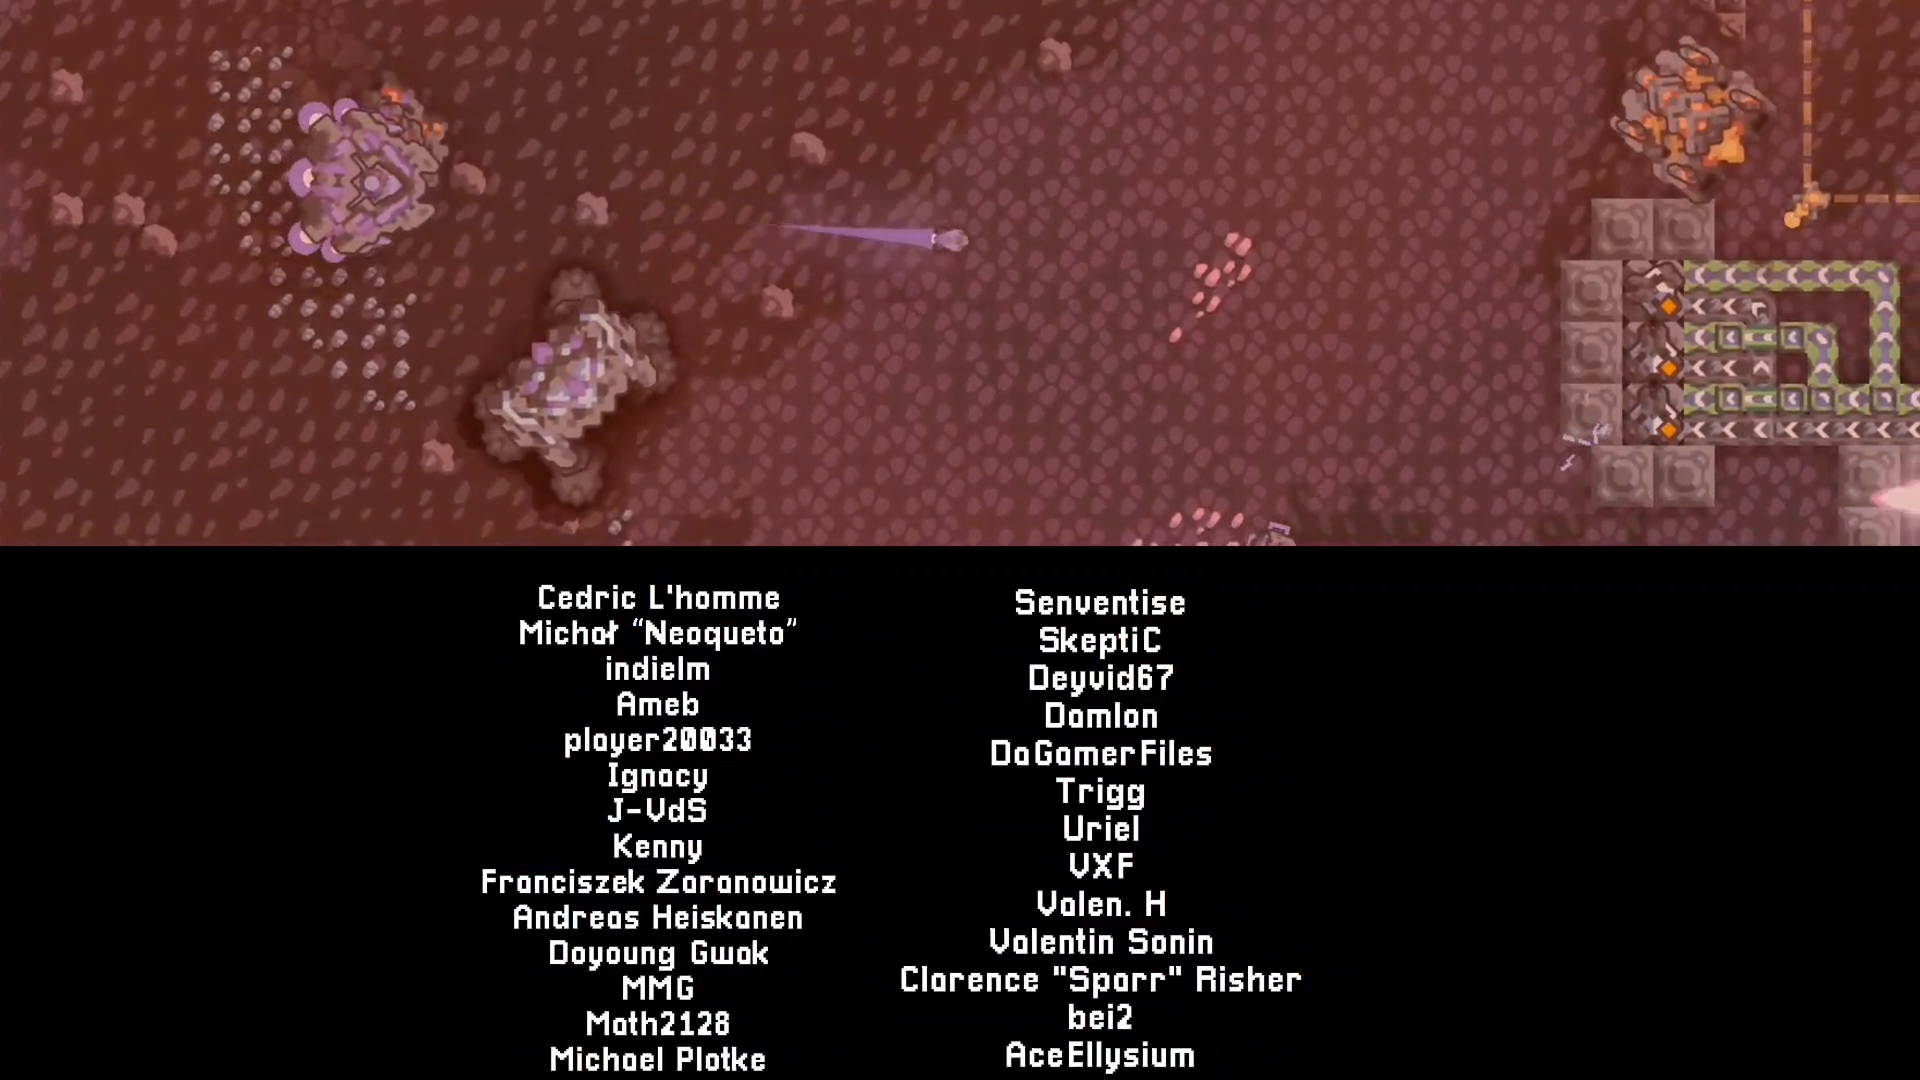 Cedric L'homme
Michał “Neoqueto”
indielm
Ameb
player20033
Ignacy
J-VdS
Kenny
Franciszek Zaranowicz
Andreas Heiskanen
Doyoung Gwak
MMG
Math2128
Michael Plotke
Senventise
SkeptiC
Deyvid67
Damlon
DaGamerFiles
Trigg
Uriel
VXF
Valen. H
Valentin Sonin
Clarence "Sparr" Risher
bei2
AceEllysium